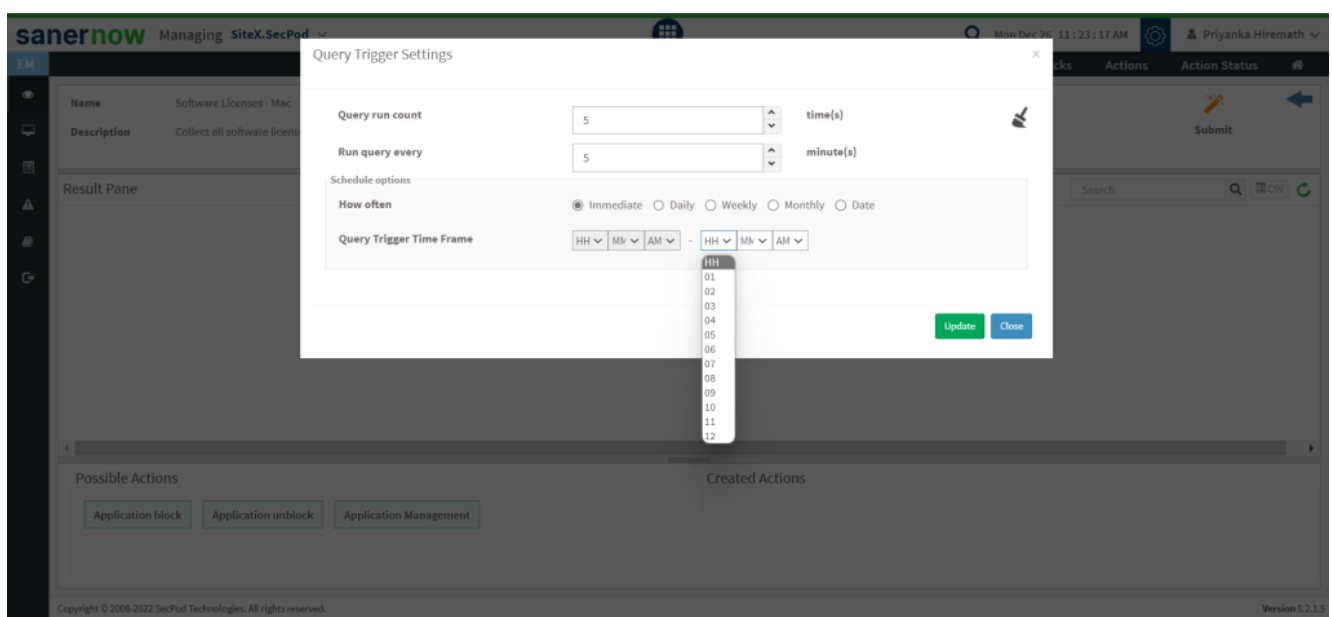 sanernow Managing SiteX.SecPod Mon Dec 26 11:23:17 AM Priyanka Hiremath
EM cks Actions Action Status
Query Trigger Settings ×
Name Software Licenses - Mac
Description Collect all software licens
Submit
Query run count 5 time(s)
Run query every 5 minute(s)
Schedule options
How often Immediate Daily Weekly Monthly Date
Query Trigger Time Frame HH MM AM - HH MM AM
HH
01
02
03
04
05
06
07
08
09
10
11
12
Update Close
Result Pane Search CSV
Possible Actions Created Actions
Application block Application unblock Application Management
Copyright © 2008-2022 SecPod Technologies. All rights reserved. Version 5.2.1.5